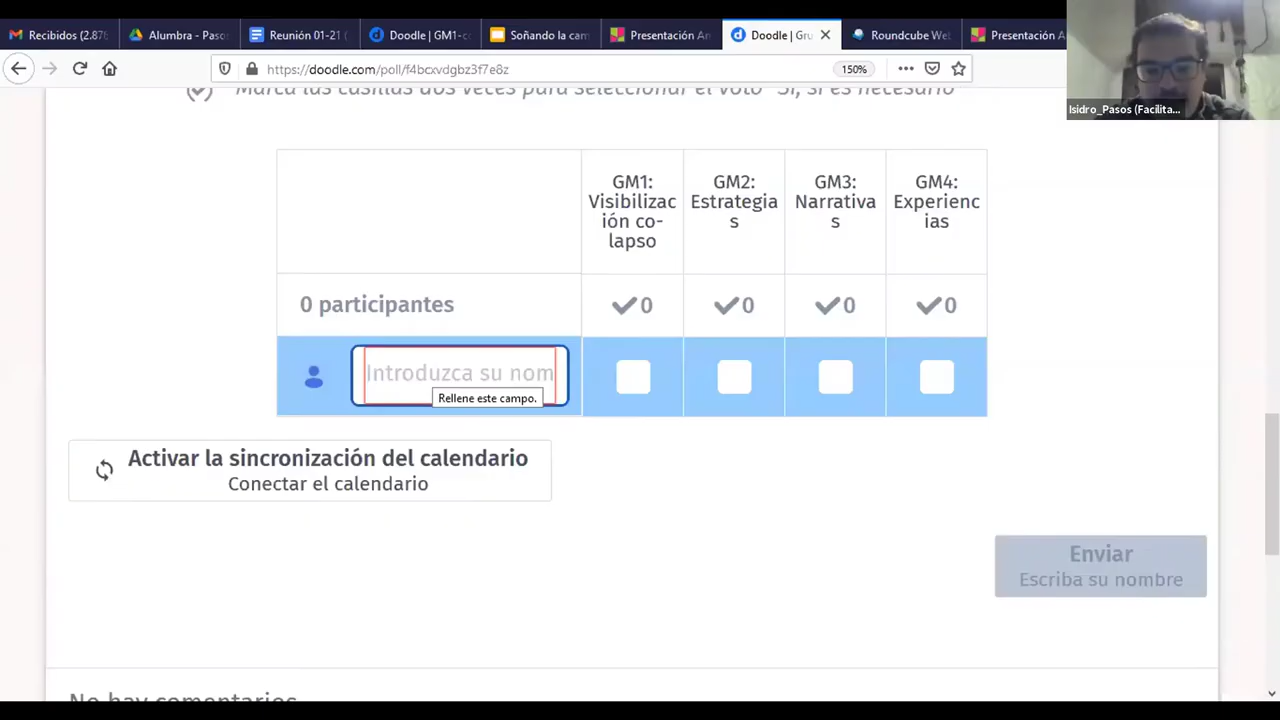 Recibidos (2.876
Alumbra - Paso
Reunión 01-21 (
Doodle | GM1-co
Soñando la cam
Presentación An
Doodle | Gru
Roundcube We
Presentación An
https://doodle.com/poll/f4bcxvdgbz3f7e8z
150%
Isidro_Pasos (Facilita...
Marca las casillas dos veces para seleccionar el voto "Sí, si es necesario"
GM1: Visibilizac ión co- lapso
GM2: Estrategia s
GM3: Narrativa s
GM4: Experienc ias
0 participantes
0
0
0
0
Introduzca su nom
Rellene este campo.
Activar la sincronización del calendario
Conectar el calendario
Enviar
Escriba su nombre
No hay comentarios